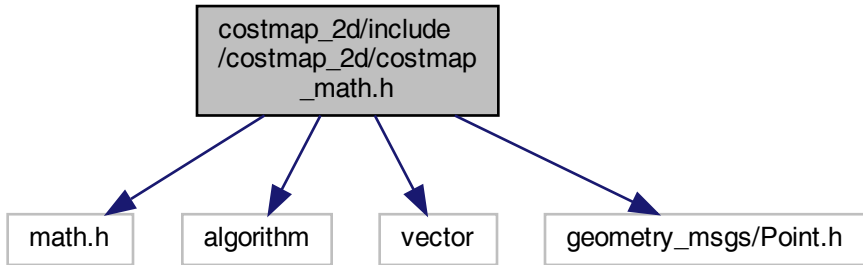 costmap_2d/include
/costmap_2d/costmap
_math.h
math.h
algorithm
vector
geometry_msgs/Point.h